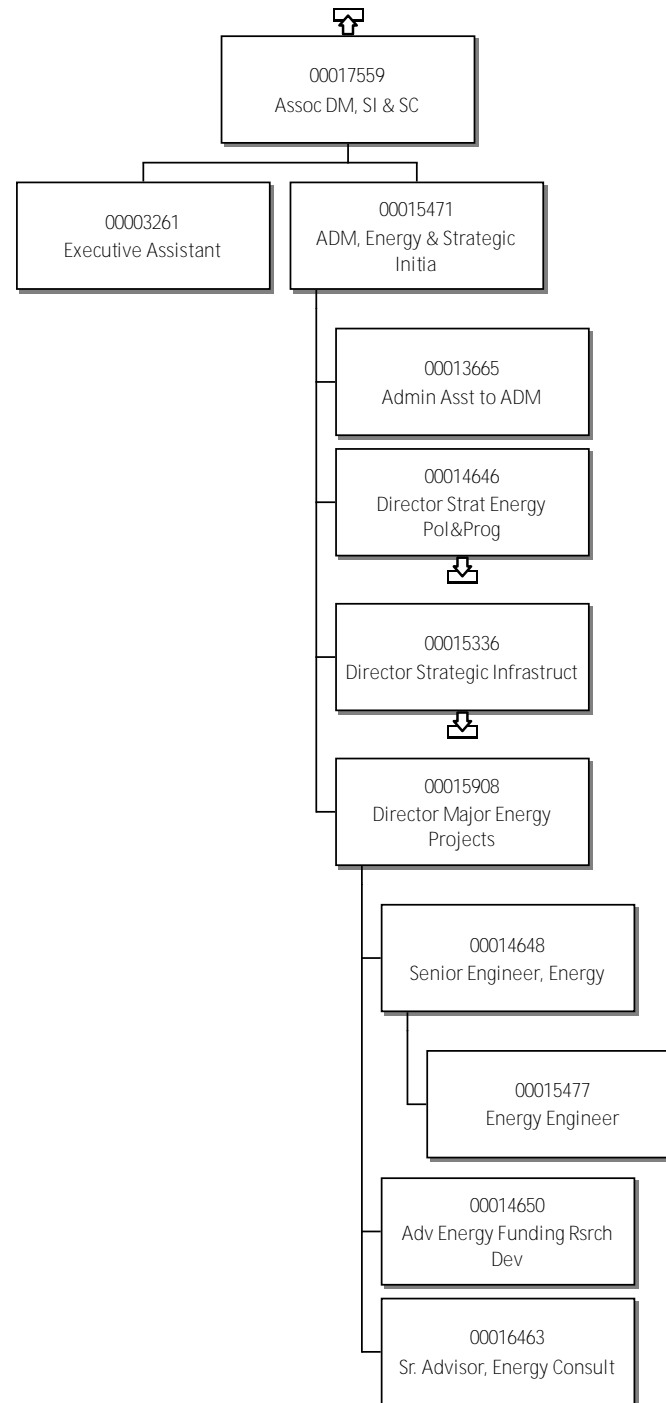 00017559
Assoc DM, SI & SC
00003261
Executive Assistant
00015471
ADM, Energy & Strategic
Initia
00013665
Admin Asst to ADM
00014646
Director Strat Energy
Pol&Prog
00015336
Director Strategic Infrastruct
00015908
Director Major Energy
Projects
00014648
Senior Engineer, Energy
00015477
Energy Engineer
00014650
Adv Energy Funding Rsrch
Dev
00016463
Sr. Advisor, Energy Consult